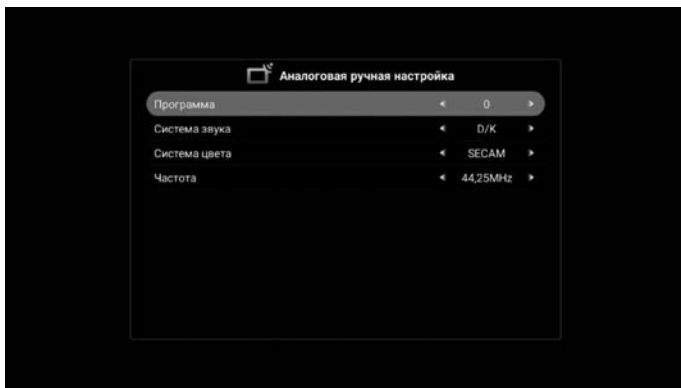 Аналоговая ручная настройка
Программа 0
Система звука D/K
Система цвета SECAM
Частота 44,25MHz